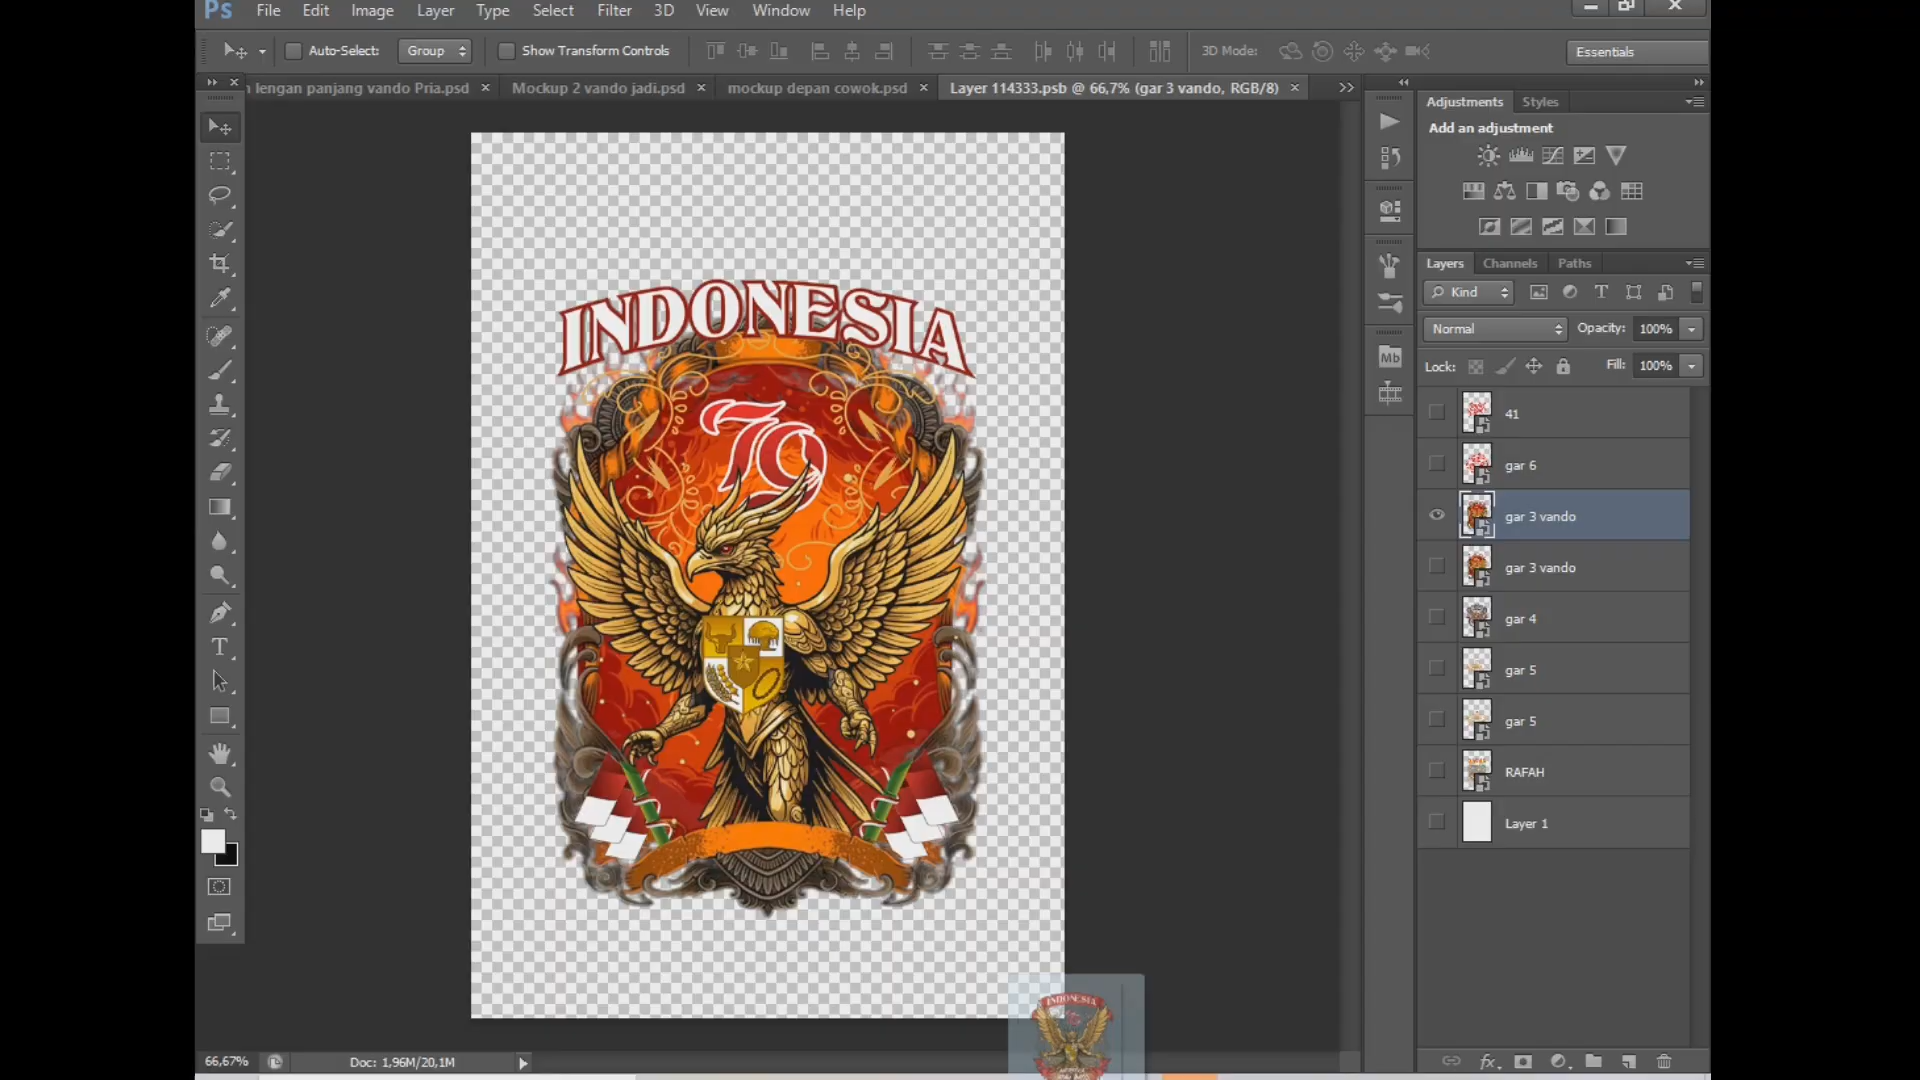 Ps File Edit Image Layer Type Select Filter 3D View Window Help
Auto-Select: Group Show Transform Controls 3D Mode: Essentials
lengan panjang vando Pria.psd × Mockup 2 vando jadi.psd × mockup depan cowok.psd × Layer 114333.psb @ 66,7% (gar 3 vando, RGB/8) ×
Adjustments Styles
Add an adjustment
Layers Channels Paths
Kind
Normal Opacity: 100%
Lock: Fill: 100%
Mb
41
gar 6
gar 3 vando
gar 3 vando
gar 4
gar 5
gar 5
RAFAH
Layer 1
INDONESIA
79
INDONESIA
66,67% Doc: 1,96M/20,1M